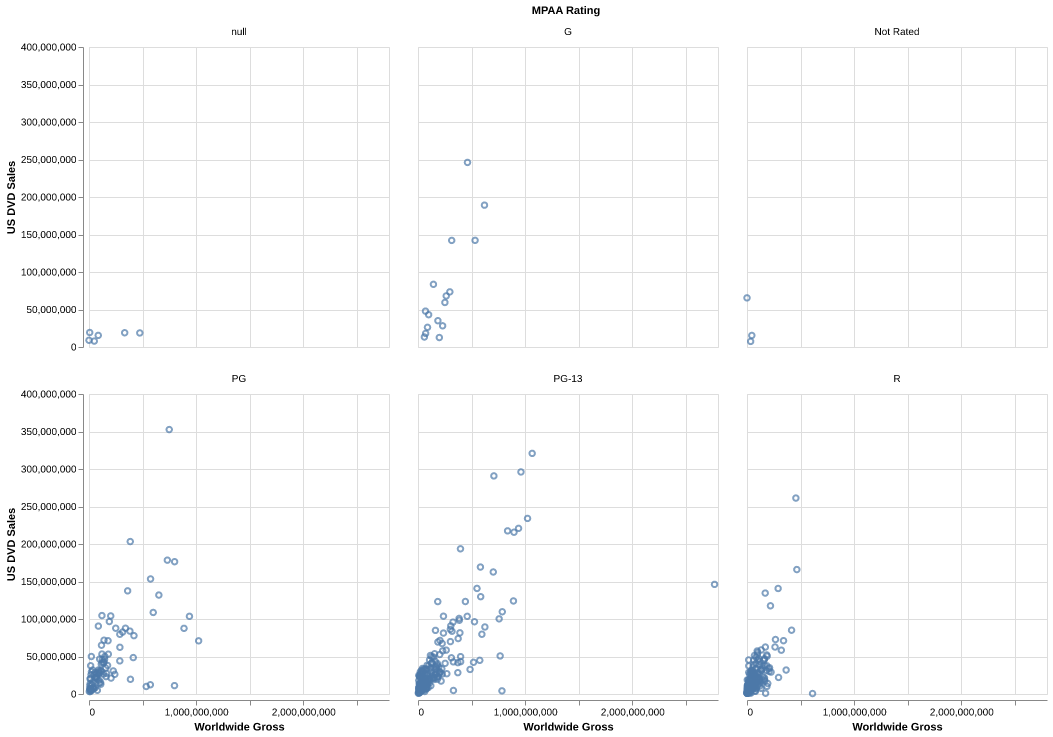 MPAA Rating
null
G
Not Rated
400,000,000
350,000,000
300,000,000
250,000,000
200,000,000
150,000,000
100,000,000
50,000,000
0
US DVD Sales
PG
PG-13
R
400,000,000
350,000,000
300,000,000
250,000,000
200,000,000
150,000,000
100,000,000
50,000,000
0
US DVD Sales
0 1,000,000,000 2,000,000,000
0 1,000,000,000 2,000,000,000
0 1,000,000,000 2,000,000,000
Worldwide Gross
Worldwide Gross
Worldwide Gross